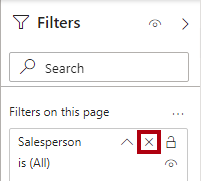 Filters
Search
Filters on this page
Salesperson
is (All)